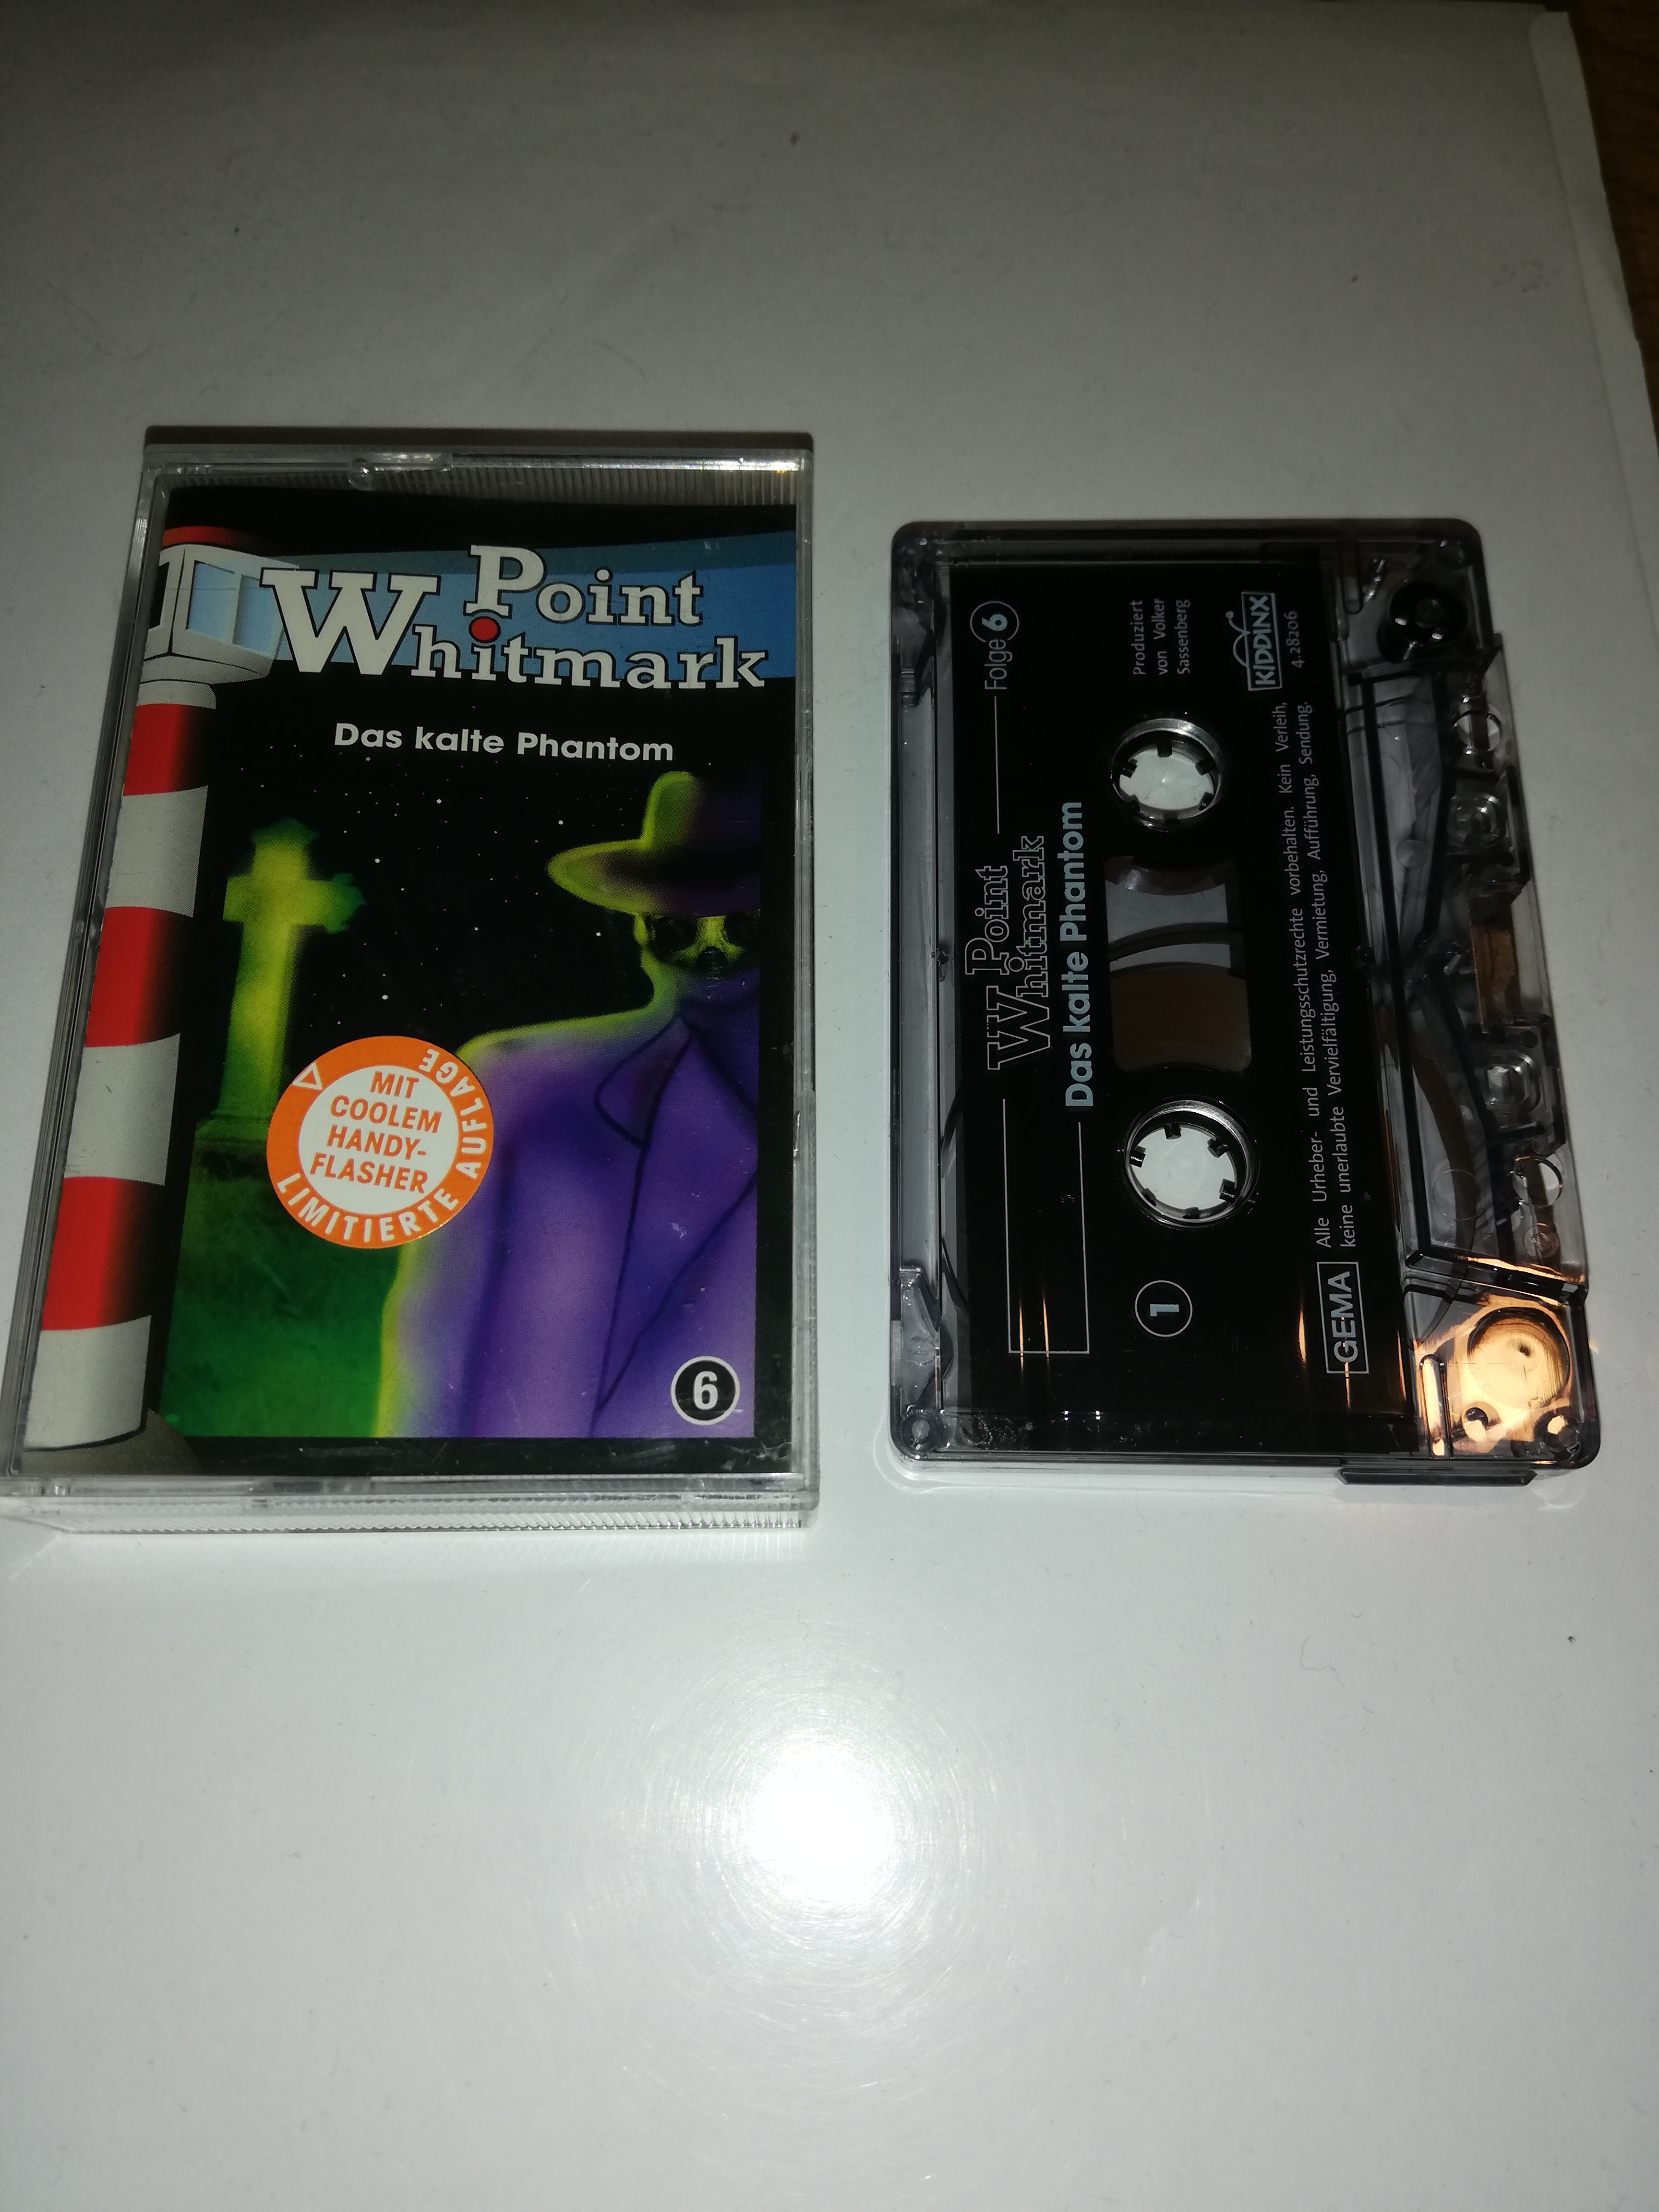 Point
Whitmark
Das kalte Phantom
MIT
COOLEM
HANDY-
FLASHER
LIMITIERTE AUFLAGE
6
Folge 6
Point
Whitmark
Das kalte Phantom
Produziert
von Volker
Sassenberg
1
KIDDINX
4.28206
GEMA
Alle Urheber- und Leistungsschutzrechte vorbehalten. Kein Verleih,
keine unerlaubte Vervielfältigung, Vermietung, Aufführung, Sendung.